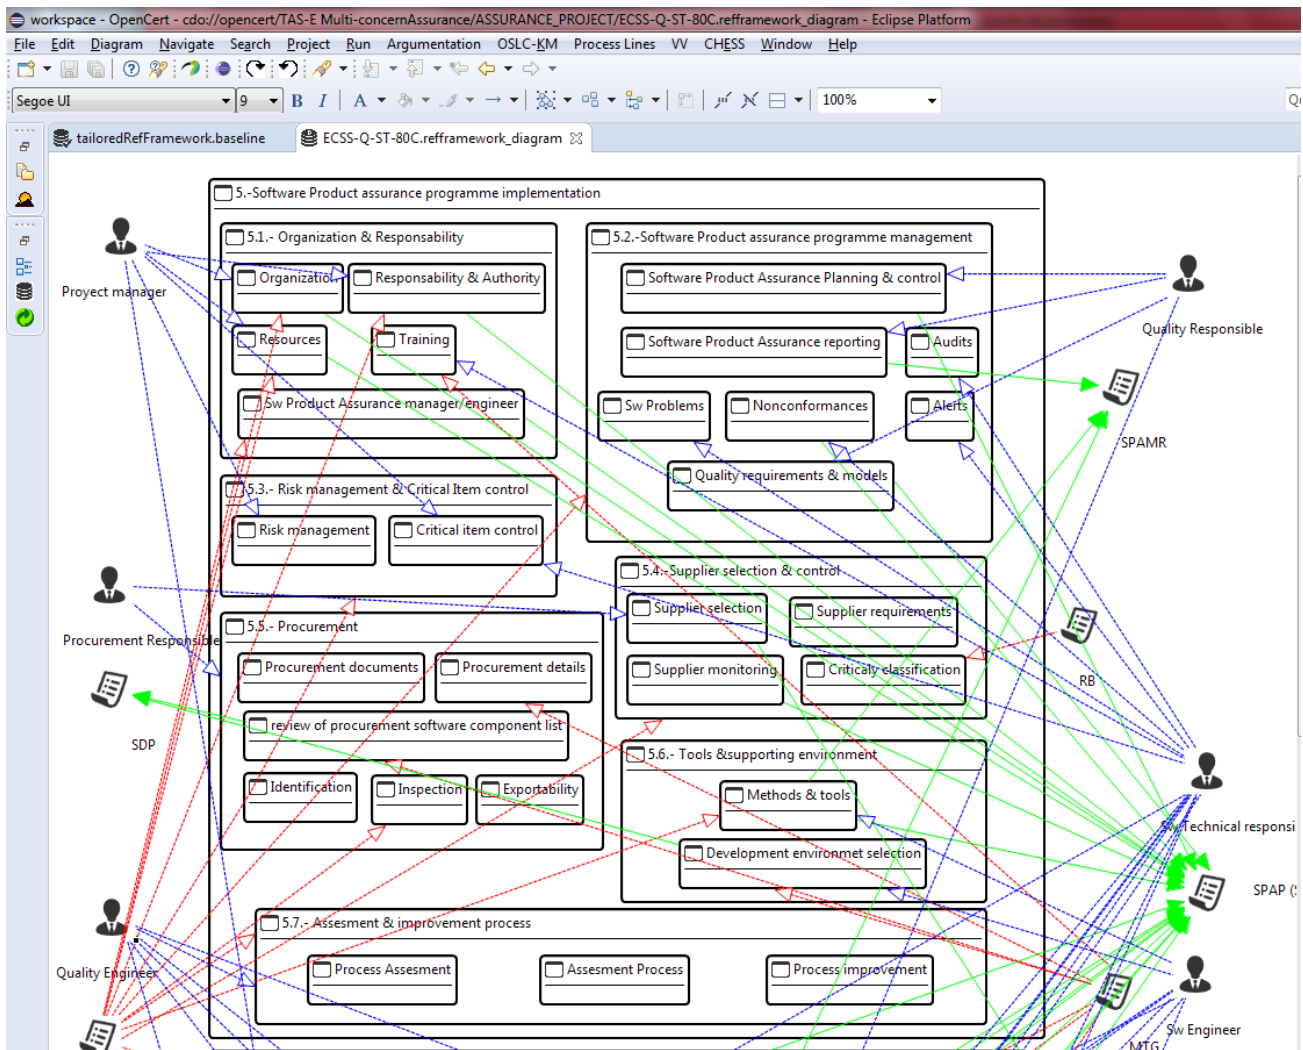 workspace - OpenCert - cdo://opencert/TAS-E Multi-concernAssurance/ASSURANCE_PROJECT/ECSS-Q-ST-80C.refframework_diagram - Eclipse Platform
File Edit Diagram Navigate Search Project Run Argumentation OSLC-KM Process Lines VV CHESS Window Help
Segoe UI 9 B I A 100% Q
tailoredRefFramework.baseline ECSS-Q-ST-80C.refframework_diagram
5.-Software Product assurance programme implementation
5.1.- Organization & Responsability
Organization
Responsability & Authority
Resources
Training
Sw Product Assurance manager/engineer
5.2.-Software Product assurance programme management
Software Product Assurance Planning & control
Software Product Assurance reporting
Audits
Sw Problems
Nonconformances
Alerts
Quality requirements & models
Proyect manager
Quality Responsible
SPAMR
5.3.- Risk management & Critical Item control
Risk management
Critical item control
5.4.-Supplier selection & control
Supplier selection
Supplier requirements
Supplier monitoring
Criticaly classification
Procurement Responsible
RB
5.5.- Procurement
Procurement documents
Procurement details
review of procurement software component list
Identification
Inspection
Exportability
SDP
5.6.- Tools &supporting environment
Methods & tools
Development environmet selection
Sw Technical responsi
SPAP (S
5.7.- Assesment & improvement process
Process Assesment
Assesment Process
Process improvement
Quality Engineer
Sw Engineer
MTG